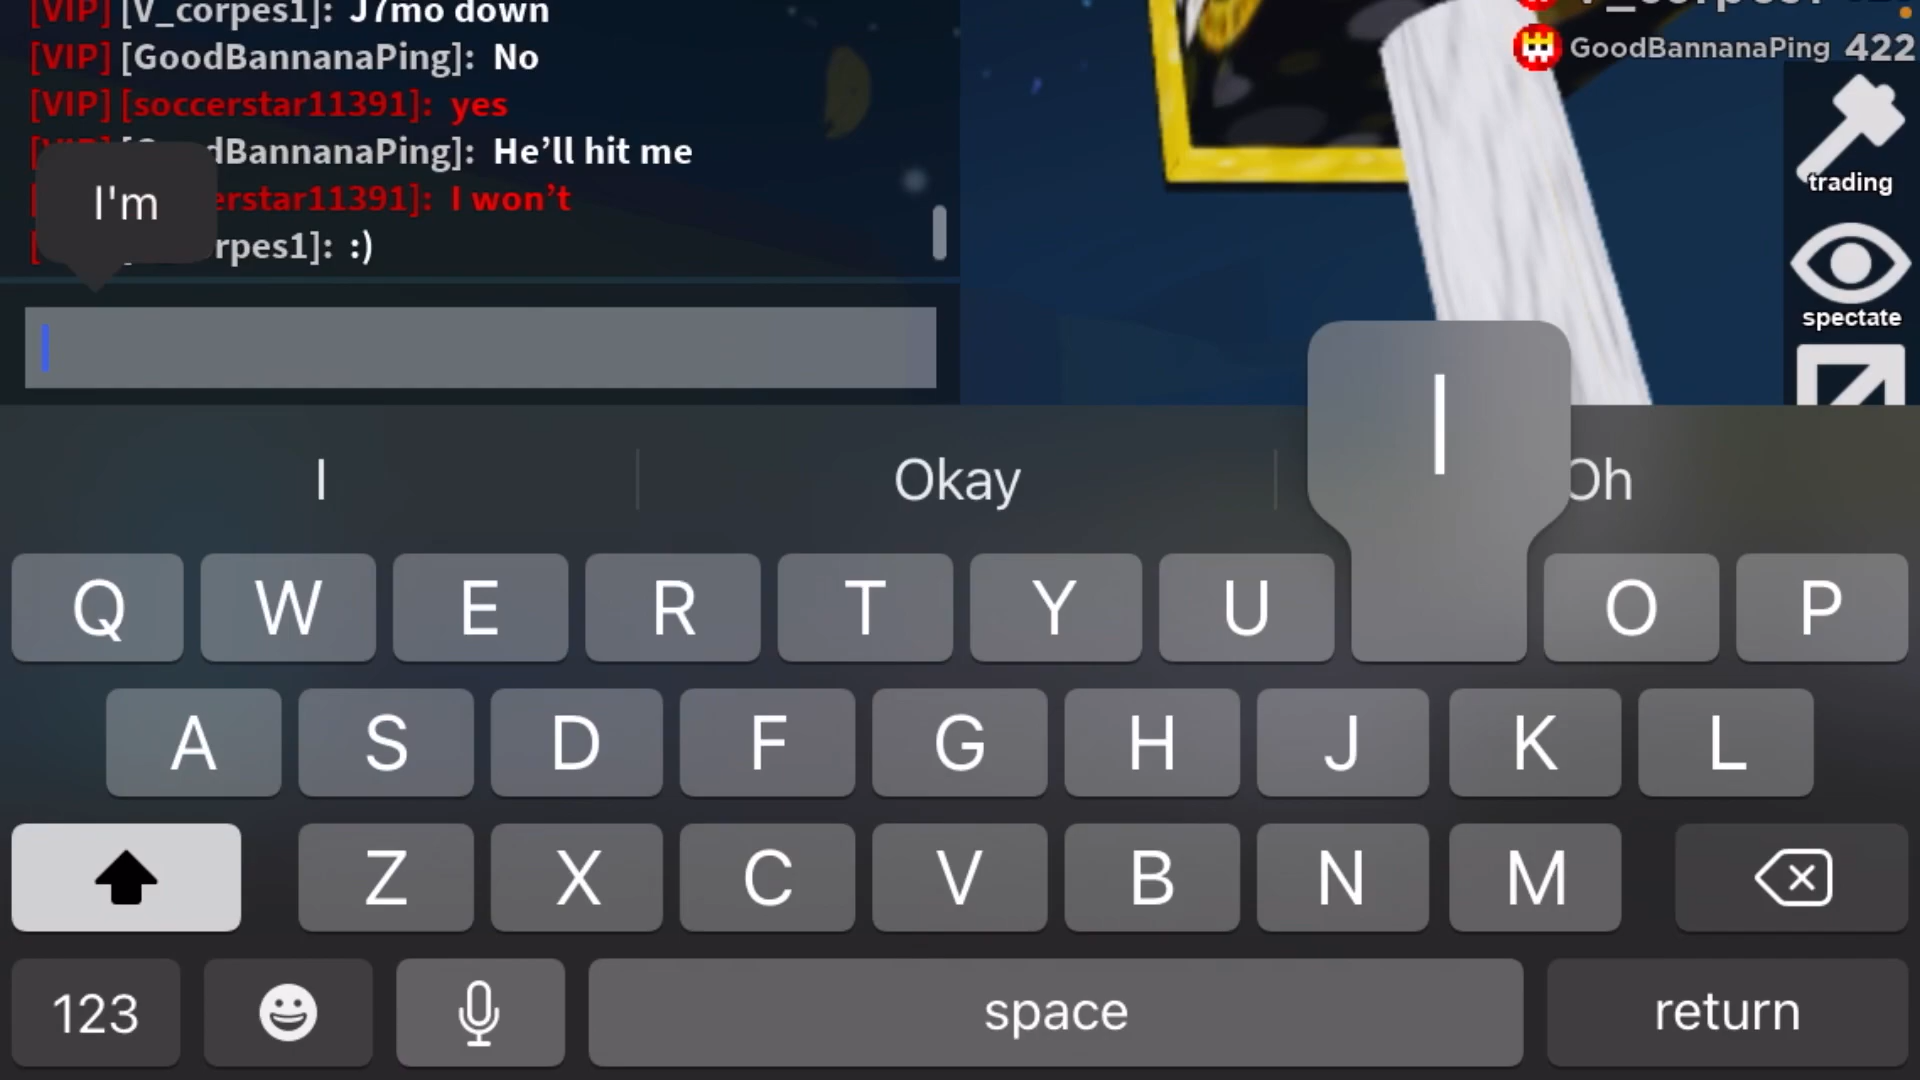 [VIP] [V_corpes1]: J7mo down
[VIP] [GoodBannanaPing]: No
[VIP] [soccerstar11391]: yes
dBannanaPing]: He’ll hit me
erstar11391]: I won’t
rpes1]: :)
I'm
GoodBannanaPing 422
trading
spectate
I
I Okay Oh
Q W E R T Y U O P
A S D F G H J K L
Z X C V B N M
123 space return